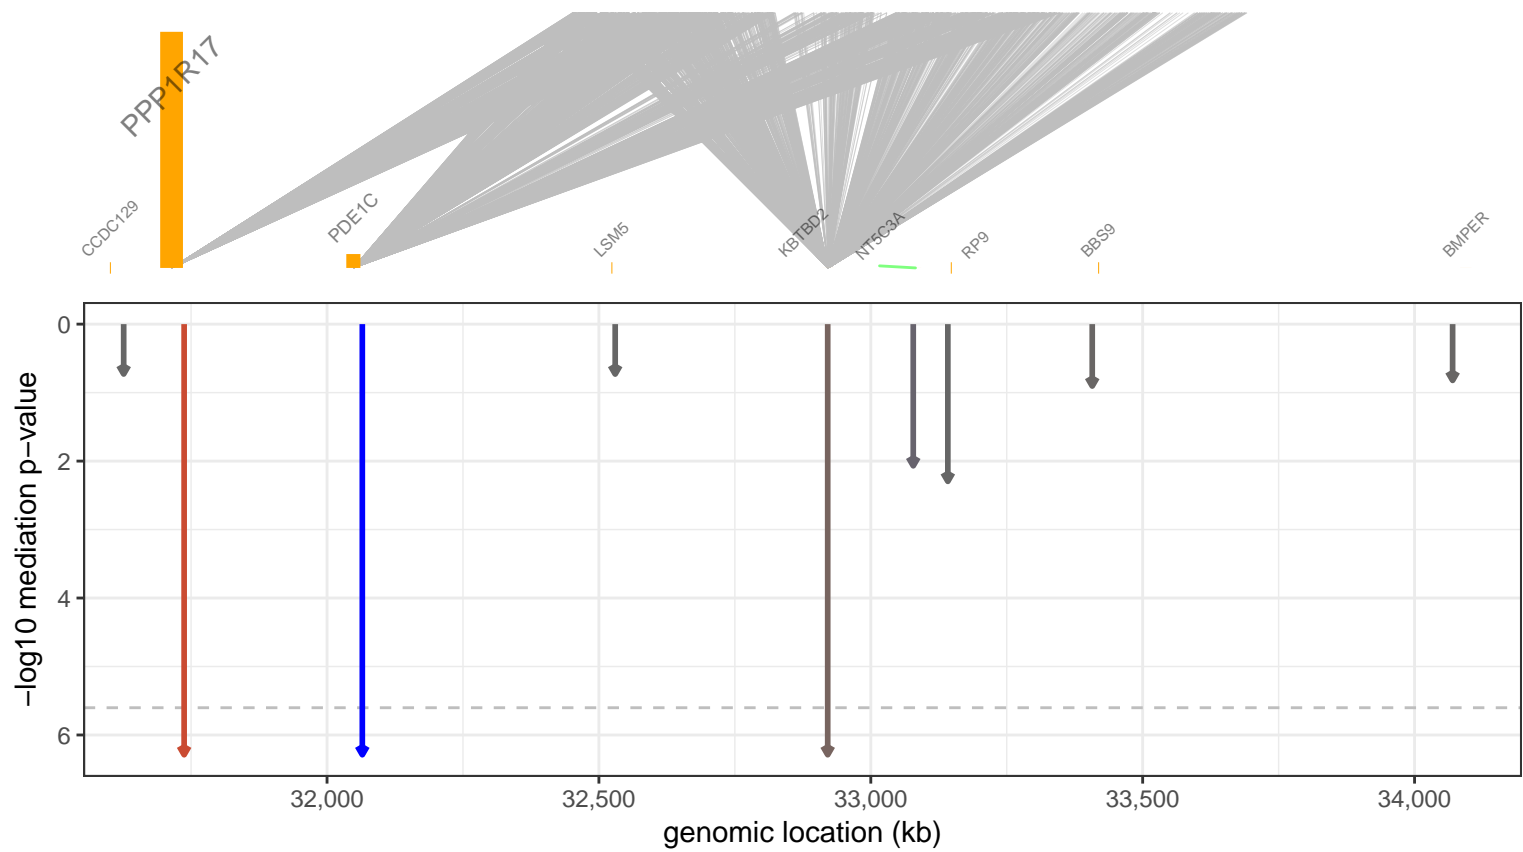 PPP1R17
CCDC129
PDE1C
LSM5
KBTBD2
NT5C3A
RP9
BBS9
BMPER
0
2
4
6
−log10 mediation p−value
32,000 32,500 33,000 33,500 34,000
genomic location (kb)